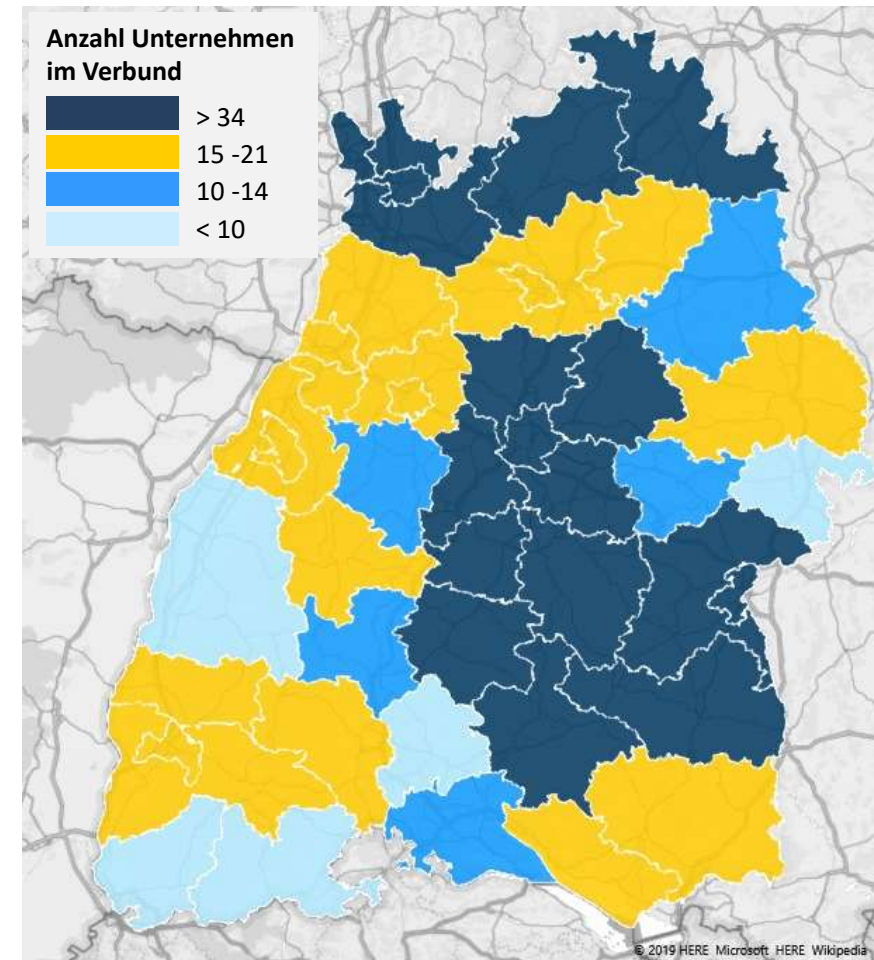 Anzahl Unternehmen
im Verbund
> 34
15 -21
10 -14
< 10
© 2019 HERE Microsoft HERE Wikipedia